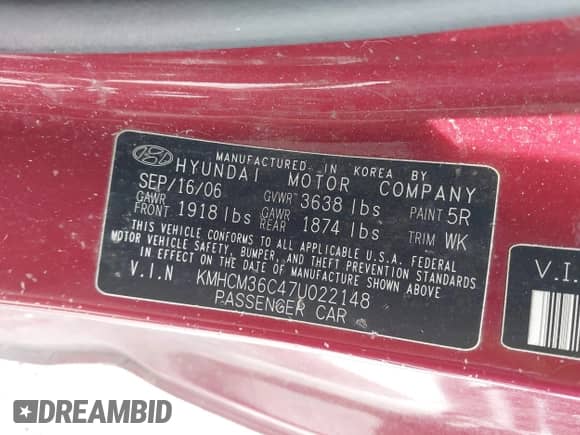 MANUFACTURED IN KOREA BY
HYUNDAI MOTOR COMPANY
SEP/16/06 GVWR 3638 lbs PAINT 5R
GAWR FRONT 1918 lbs GAWR REAR 1874 lbs TRIM WK
THIS VEHICLE CONFORMS TO ALL APPLICABLE U.S.A. FEDERAL
MOTOR VEHICLE SAFETY, BUMPER, AND THEFT PREVENTION STANDARDS
IN EFFECT ON THE DATE OF MANUFACTURE SHOWN ABOVE
V.I.N KMHCM36C47U022148
PASSENGER CAR
V.I.
DREAMBID